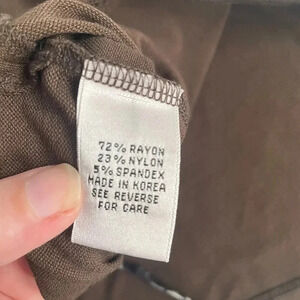 72% RAYON
23% NYLON
5% SPANDEX
MADE IN KOREA
SEE REVERSE
FOR CARE